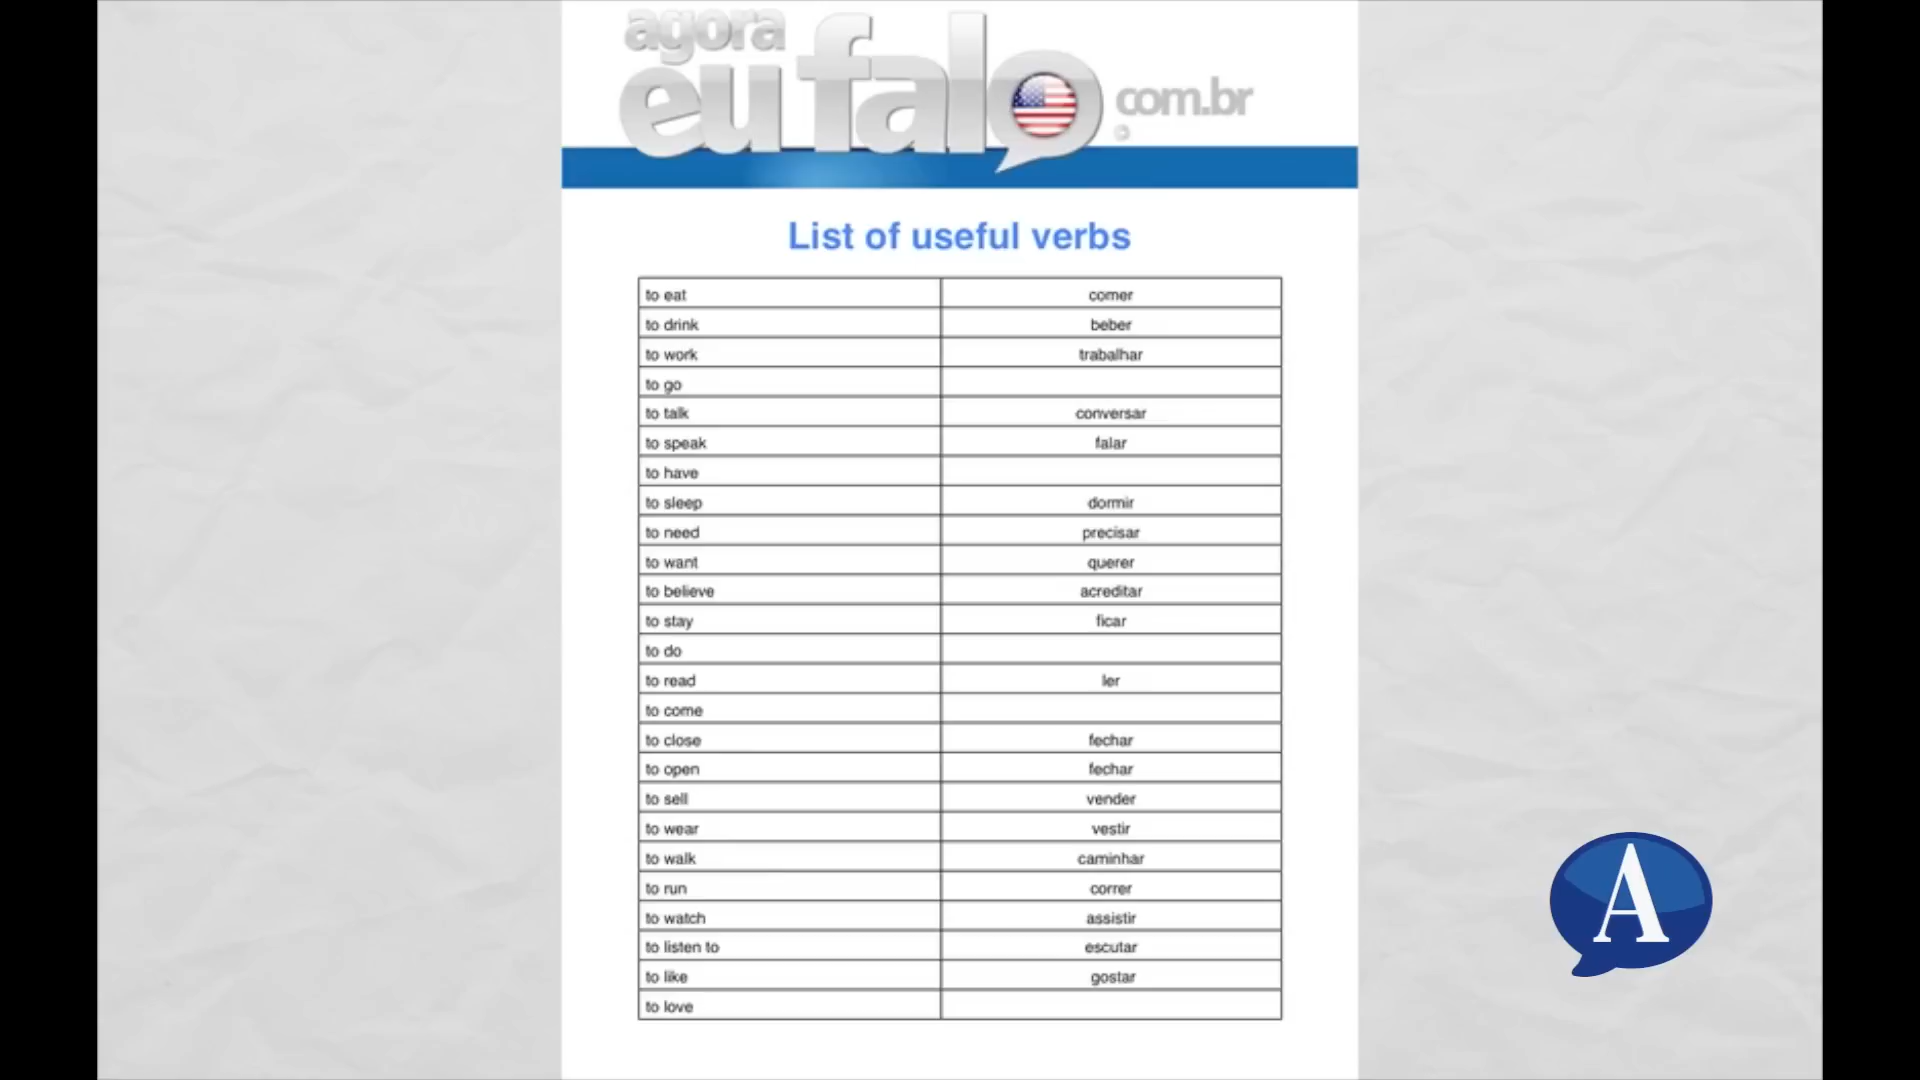 agora
eu falo .com.br
©
List of useful verbs
to eat comer
to drink beber
to work trabalhar
to go
to talk conversar
to speak falar
to have
to sleep dormir
to need precisar
to want querer
to believe acreditar
to stay ficar
to do
to read ler
to come
to close fechar
to open fechar
to sell vender
to wear vestir
to walk caminhar
to run correr
to watch assistir
to listen to escutar
to like gostar
to love
A